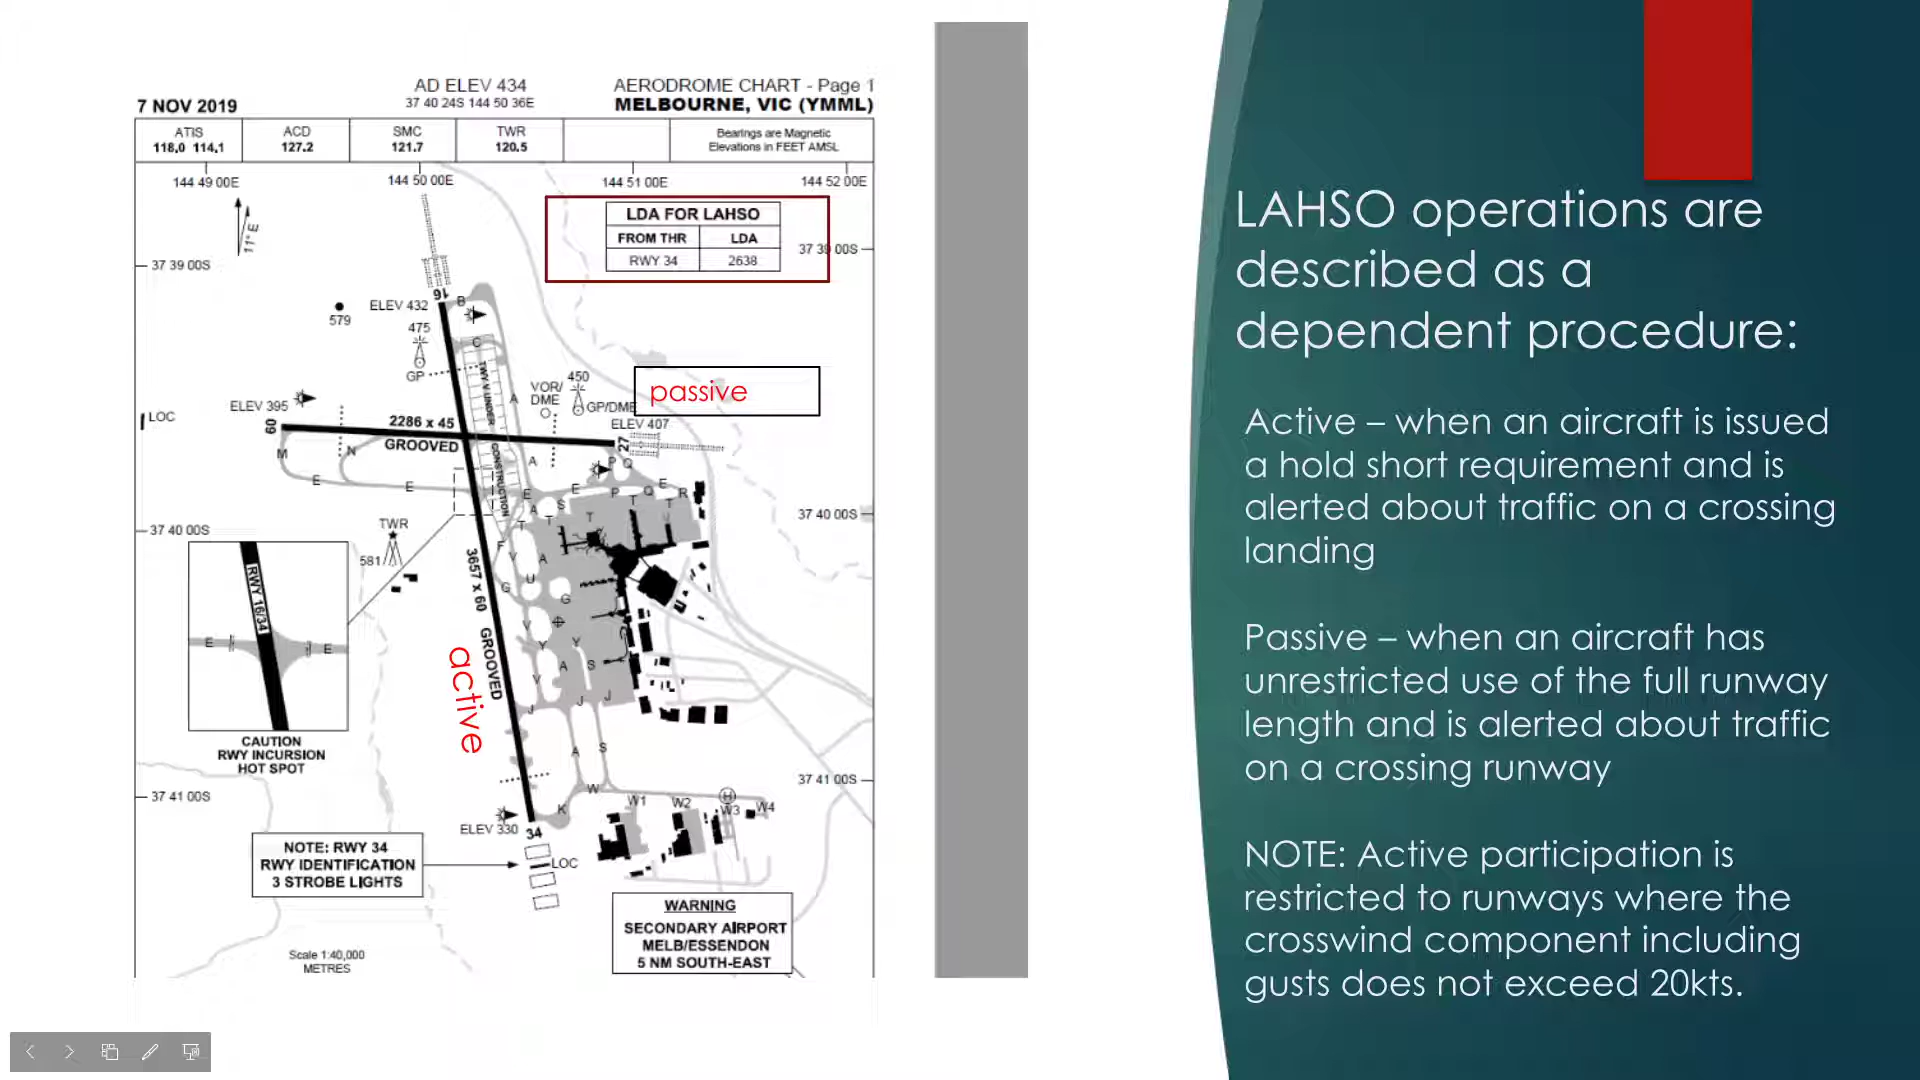 AD ELEV 434
AERODROME CHART - Page 1
7 NOV 2019
37 40 24S 144 50 36E
MELBOURNE, VIC (YMML)
ATIS
118.0 114.1
ACD
127.2
SMC
121.7
TWR
120.5
Bearings are Magnetic
Elevations in FEET AMSL
144 49 00E
144 50 00E
144 51 00E
144 52 00E
11° E
LDA FOR LAHSO
FROM THR LDA
RWY 34 2638
37 39 00S
37 39 00S
16
B
ELEV 432
579
475
C
GP
TWY V UNDER
CONSTRUCTION
A
VOR/
DME
450
GP/DME
passive
ELEV 395
LOC
09
2286 x 45
GROOVED
ELEV 407
27
M
N
A
P
Q
E
E
E
E
P
Q
E
R
T
T
A
S
T
T
T
37 40 00S
37 40 00S
TWR
581
F
V
A
U
G
G
3657 x 60
GROOVED
V
Y
Y
A
S
V
J
J
J
RWY 16/34
E
E
CAUTION
RWY INCURSION
HOT SPOT
active
A
S
37 41 00S
37 41 00S
W
K
W1
W2
H
W3
W4
ELEV 330
34
NOTE: RWY 34
RWY IDENTIFICATION
3 STROBE LIGHTS
LOC
WARNING
SECONDARY AIRPORT
MELB/ESSENDON
5 NM SOUTH-EAST
Scale 1:40,000
METRES
LAHSO operations are
described as a
dependent procedure:
Active – when an aircraft is issued
a hold short requirement and is
alerted about traffic on a crossing
landing
Passive – when an aircraft has
unrestricted use of the full runway
length and is alerted about traffic
on a crossing runway
NOTE: Active participation is
restricted to runways where the
crosswind component including
gusts does not exceed 20kts.